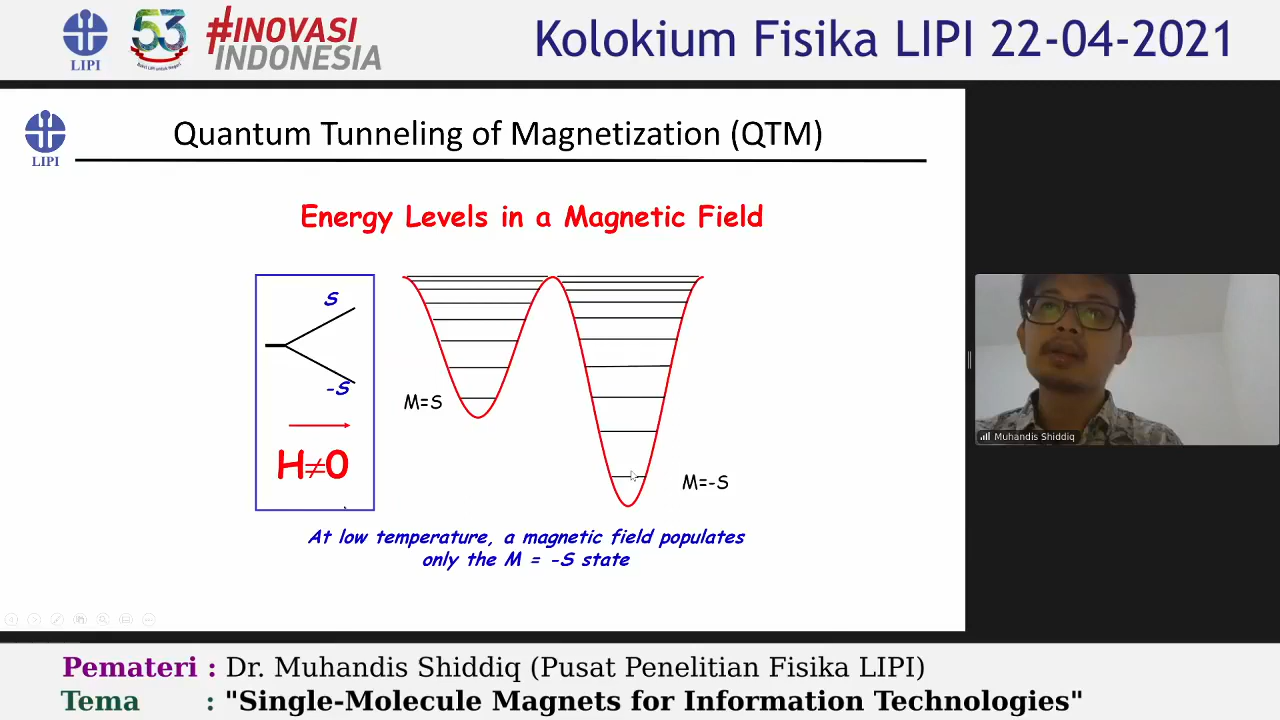 LIPI
53
#INOVASI
INDONESIA
Kolokium Fisika LIPI 22-04-2021
LIPI
Quantum Tunneling of Magnetization (QTM)
Energy Levels in a Magnetic Field
S
-S
H≠0
M=S
M=-S
At low temperature, a magnetic field populates
only the M = -S state
Muhandis Shiddiq
Pemateri : Dr. Muhandis Shiddiq (Pusat Penelitian Fisika LIPI)
Tema : "Single-Molecule Magnets for Information Technologies"